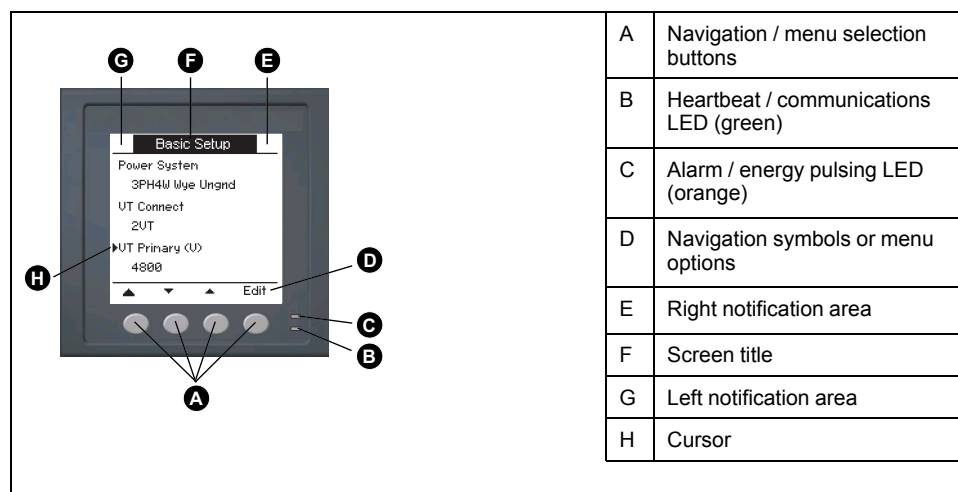 G
F
E
Basic Setup
Power System
3PH4W Wye Ungnd
VT Connect
2VT
VT Primary (V)
4800
Edit
H
D
C
B
A
A Navigation / menu selection
buttons
B Heartbeat / communications
LED (green)
C Alarm / energy pulsing LED
(orange)
D Navigation symbols or menu
options
E Right notification area
F Screen title
G Left notification area
H Cursor